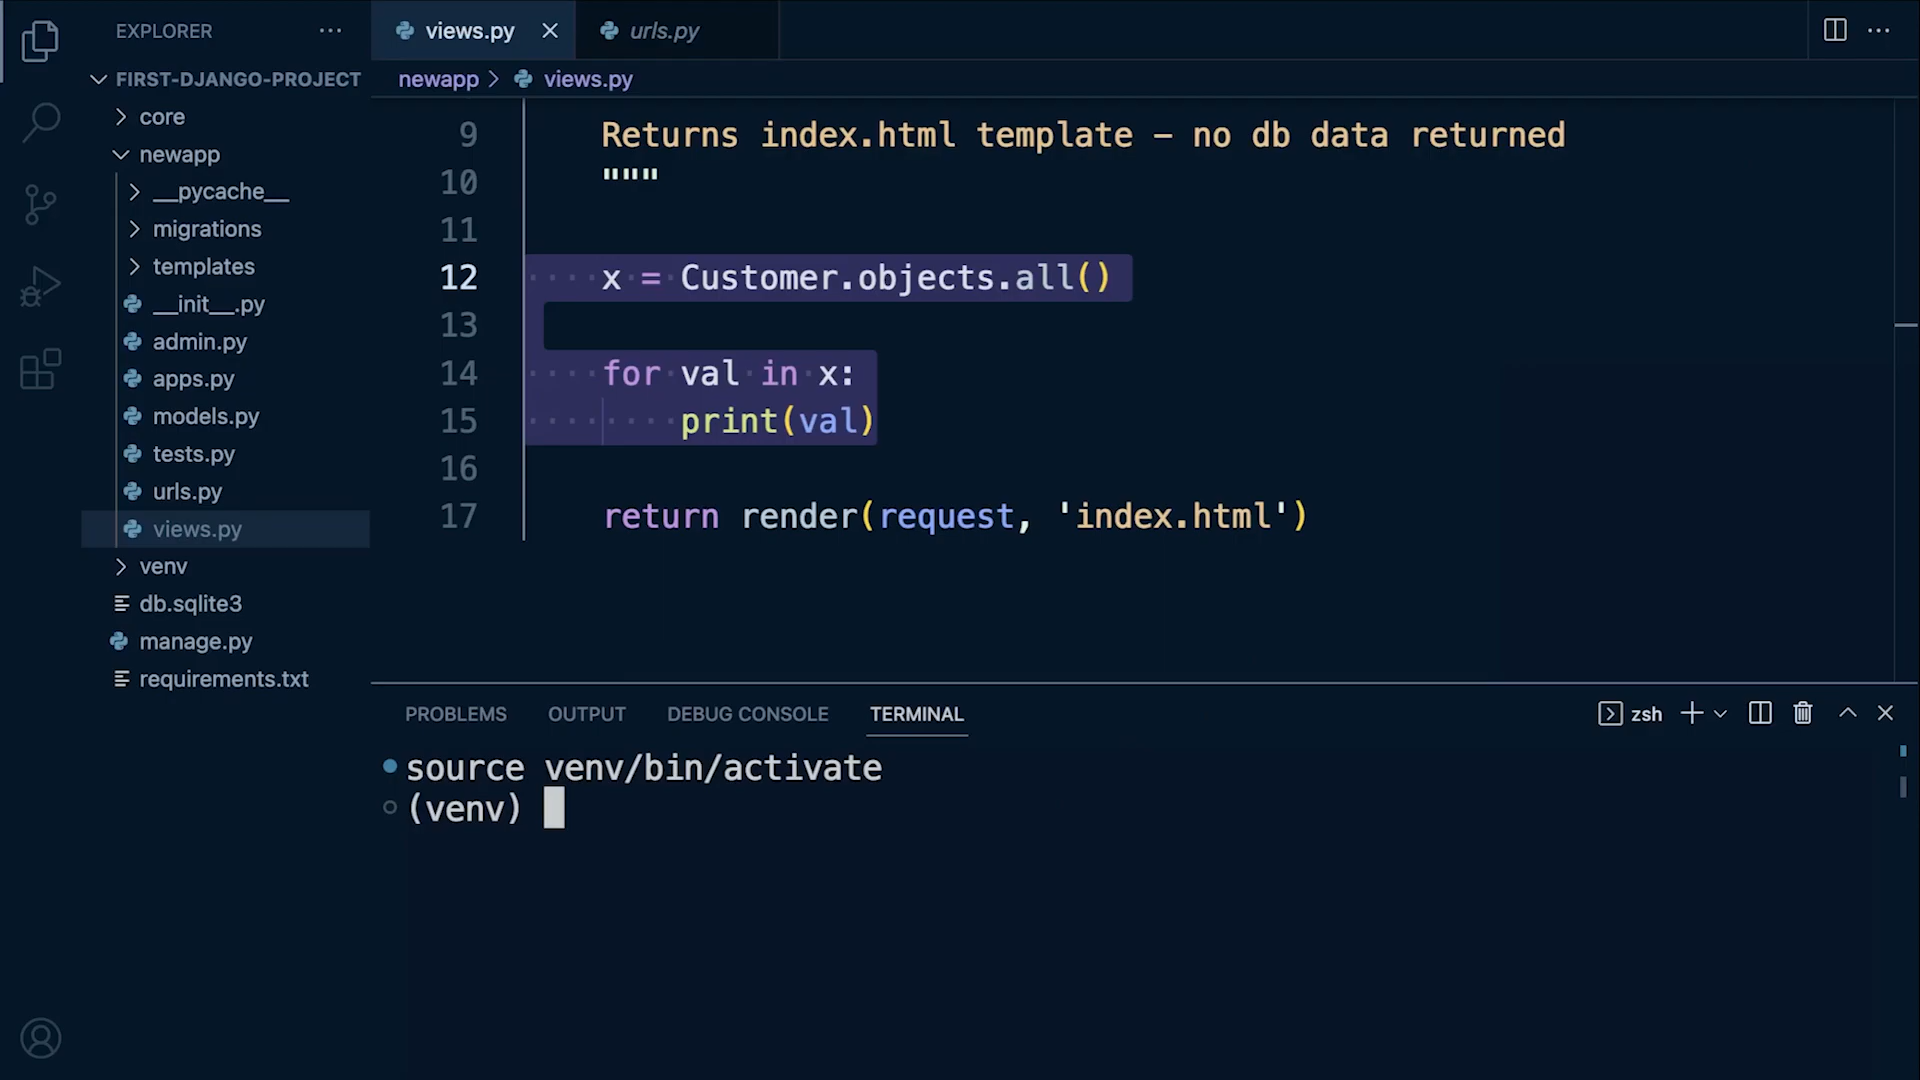 EXPLORER
FIRST-DJANGO-PROJECT
core
newapp
__pycache__
migrations
templates
__init__.py
admin.py
apps.py
models.py
tests.py
urls.py
views.py
venv
db.sqlite3
manage.py
requirements.txt
views.py urls.py
newapp > views.py
9 Returns index.html template – no db data returned
10 """
11
12 x = Customer.objects.all()
13
14 for val in x:
15 print(val)
16
17 return render(request, 'index.html')
PROBLEMS OUTPUT DEBUG CONSOLE TERMINAL zsh
source venv/bin/activate
(venv)